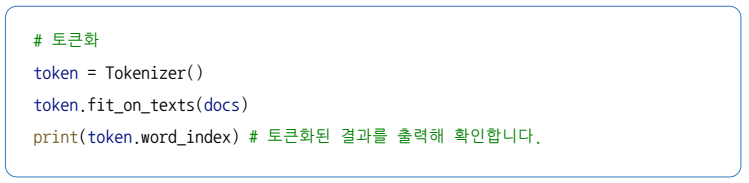 # 토큰화
token = Tokenizer()
token.fit_on_texts(docs)
print(token.word_index) # 토큰화된 결과를 출력해 확인합니다.